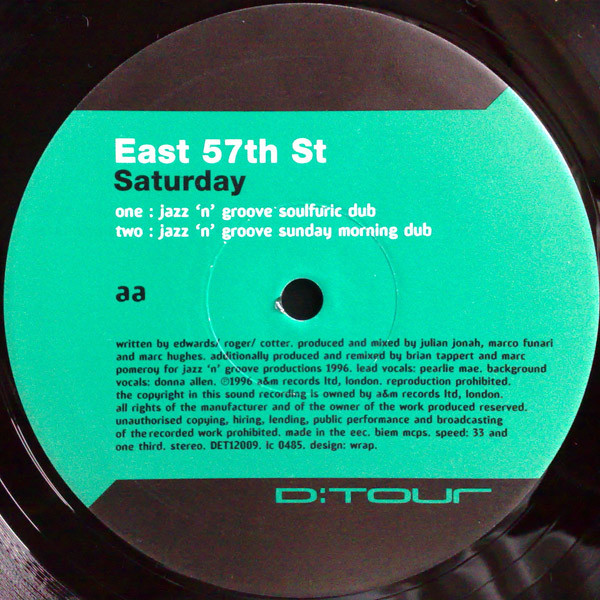 East 57th St
Saturday
one : jazz ‘n’ groove soulfuric dub
two : jazz ‘n’ groove sunday morning dub
aa
written by edwards/ roger/ cotter. produced and mixed by julian jonah, marco funari
and marc hughes. additionally produced and remixed by brian tappert and marc
pomeroy for jazz ‘n’ groove productions 1996. lead vocals: pearlie mae. background
vocals: donna allen. ℗1996 a&m records ltd, london. reproduction prohibited.
the copyright in this sound recording is owned by a&m records ltd, london.
all rights of the manufacturer and of the owner of the work produced reserved.
unauthorised copying, hiring, lending, public performance and broadcasting
of the recorded work prohibited. made in the eec. biem mcps. speed: 33 and
one third. stereo. DET12009. lc 0485. design: wrap.
D:TOUR